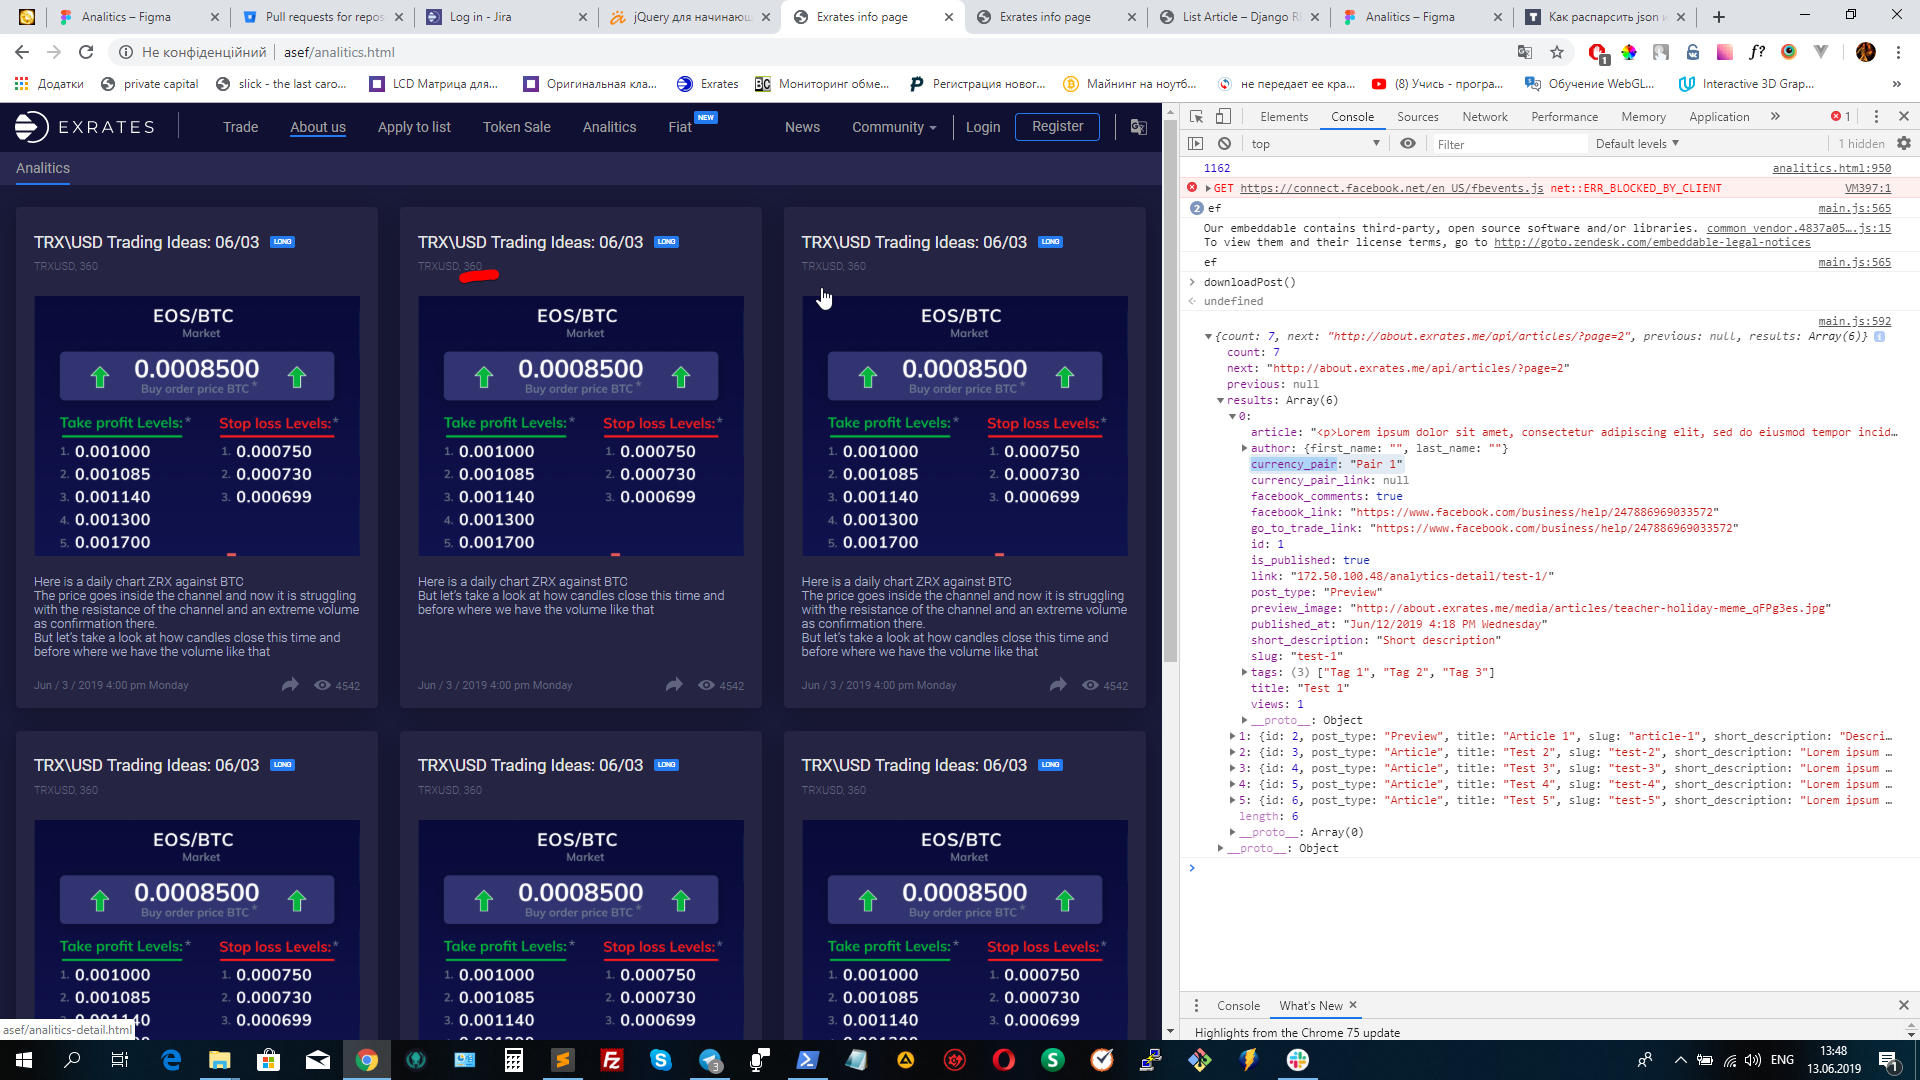 Analitics – Figma
Pull requests for repos
Log in - Jira
jQuery для начинающ
Exrates info page
Exrates info page
List Article – Django R
Analitics – Figma
Как распарсить json и
Не конфіденційний
asef/analitics.html
Додатки
private capital
slick - the last caro...
LCD Матрица для...
Оригинальная кла...
Exrates
Мониторинг обме...
Регистрация новог...
Майнинг на ноутб...
не передает ее кра...
(8) Учись - програ...
Обучение WebGL...
Interactive 3D Grap...
»
EXRATES
Trade
About us
Apply to list
Token Sale
Analitics
Fiat
NEW
News
Community
Login
Register
Analitics
TRX\USD Trading Ideas: 06/03 LONG
TRXUSD, 360
EOS/BTC
Market
0.0008500
Buy order price BTC *
Take profit Levels:*
Stop loss Levels:*
1. 0.001000
1. 0.000750
2. 0.001085
2. 0.000730
3. 0.001140
3. 0.000699
4. 0.001300
5. 0.001700
Here is a daily chart ZRX against BTC
The price goes inside the channel and now it is struggling
with the resistance of the channel and an extreme volume
as confirmation there.
But let's take a look at how candles close this time and
before where we have the volume like that
Jun / 3 / 2019 4:00 pm Monday
4542
TRX\USD Trading Ideas: 06/03 LONG
TRXUSD, 360
EOS/BTC
Market
0.0008500
Buy order price BTC *
Take profit Levels:*
Stop loss Levels:*
1. 0.001000
1. 0.000750
2. 0.001085
2. 0.000730
3. 0.001140
3. 0.000699
4. 0.001300
5. 0.001700
Here is a daily chart ZRX against BTC
But let's take a look at how candles close this time and
before where we have the volume like that
Jun / 3 / 2019 4:00 pm Monday
4542
TRX\USD Trading Ideas: 06/03 LONG
TRXUSD, 360
EOS/BTC
Market
0.0008500
Buy order price BTC *
Take profit Levels:*
Stop loss Levels:*
1. 0.001000
1. 0.000750
2. 0.001085
2. 0.000730
3. 0.001140
3. 0.000699
4. 0.001300
5. 0.001700
Here is a daily chart ZRX against BTC
The price goes inside the channel and now it is struggling
with the resistance of the channel and an extreme volume
as confirmation there.
But let's take a look at how candles close this time and
before where we have the volume like that
Jun / 3 / 2019 4:00 pm Monday
4542
TRX\USD Trading Ideas: 06/03 LONG
TRXUSD, 360
EOS/BTC
Market
0.0008500
Buy order price BTC *
Take profit Levels:*
Stop loss Levels:*
1. 0.001000
1. 0.000750
2. 0.001085
2. 0.000730
3. 0.000699
TRX\USD Trading Ideas: 06/03 LONG
TRXUSD, 360
EOS/BTC
Market
0.0008500
Buy order price BTC *
Take profit Levels:*
Stop loss Levels:*
1. 0.001000
1. 0.000750
2. 0.001085
2. 0.000730
3. 0.001140
3. 0.000699
TRX\USD Trading Ideas: 06/03 LONG
TRXUSD, 360
EOS/BTC
Market
0.0008500
Buy order price BTC *
Take profit Levels:*
Stop loss Levels:*
1. 0.001000
1. 0.000750
2. 0.001085
2. 0.000730
3. 0.001140
3. 0.000699
asef/analitics-detail.html
Elements
Console
Sources
Network
Performance
Memory
Application
»
1
top
Filter
Default levels
1 hidden
1162 analitics.html:950
GET https://connect.facebook.net/en_US/fbevents.js net::ERR_BLOCKED_BY_CLIENT VM397:1
2 ef main.js:565
Our embeddable contains third-party, open source software and/or libraries. common_vendor.4837a05….js:15
To view them and their license terms, go to http://goto.zendesk.com/embeddable-legal-notices
ef main.js:565
> downloadPost()
undefined
main.js:592
{count: 7, next: "http://about.exrates.me/api/articles/?page=2", previous: null, results: Array(6)}
count: 7
next: "http://about.exrates.me/api/articles/?page=2"
previous: null
results: Array(6)
0:
article: "<p>Lorem ipsum dolor sit amet, consectetur adipiscing elit, sed do eiusmod tempor incid…
author: {first_name: "", last_name: ""}
currency_pair: "Pair 1"
currency_pair_link: null
facebook_comments: true
facebook_link: "https://www.facebook.com/business/help/247886969033572"
go_to_trade_link: "https://www.facebook.com/business/help/247886969033572"
id: 1
is_published: true
link: "172.50.100.48/analytics-detail/test-1/"
post_type: "Preview"
preview_image: "http://about.exrates.me/media/articles/teacher-holiday-meme_qFPg3es.jpg"
published_at: "Jun/12/2019 4:18 PM Wednesday"
short_description: "Short description"
slug: "test-1"
tags: (3) ["Tag 1", "Tag 2", "Tag 3"]
title: "Test 1"
views: 1
__proto__: Object
1: {id: 2, post_type: "Preview", title: "Article 1", slug: "article-1", short_description: "Descri…
2: {id: 3, post_type: "Article", title: "Test 2", slug: "test-2", short_description: "Lorem ipsum …
3: {id: 4, post_type: "Article", title: "Test 3", slug: "test-3", short_description: "Lorem ipsum …
4: {id: 5, post_type: "Article", title: "Test 4", slug: "test-4", short_description: "Lorem ipsum …
5: {id: 6, post_type: "Article", title: "Test 5", slug: "test-5", short_description: "Lorem ipsum …
length: 6
__proto__: Array(0)
__proto__: Object
>
Console
What's New
Highlights from the Chrome 75 update
ENG
13:48
13.06.2019